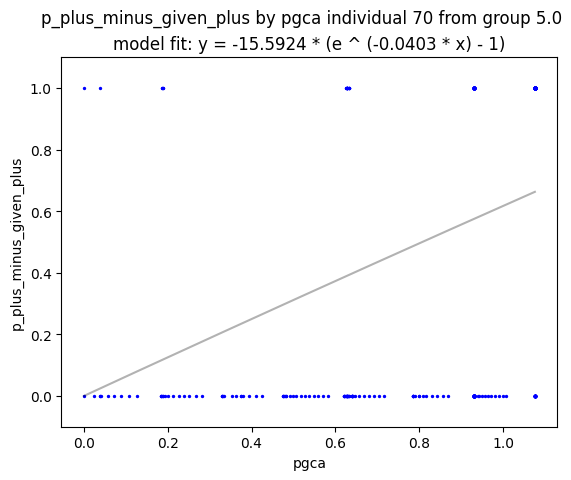 p_plus_minus_given_plus by pgca individual 70 from group 5.0
model fit: y = -15.5924 * (e ^ (-0.0403 * x) - 1)
1.0
0.8
0.6
0.4
0.2
0.0
p_plus_minus_given_plus
0.0 0.2 0.4 0.6 0.8 1.0
pgca